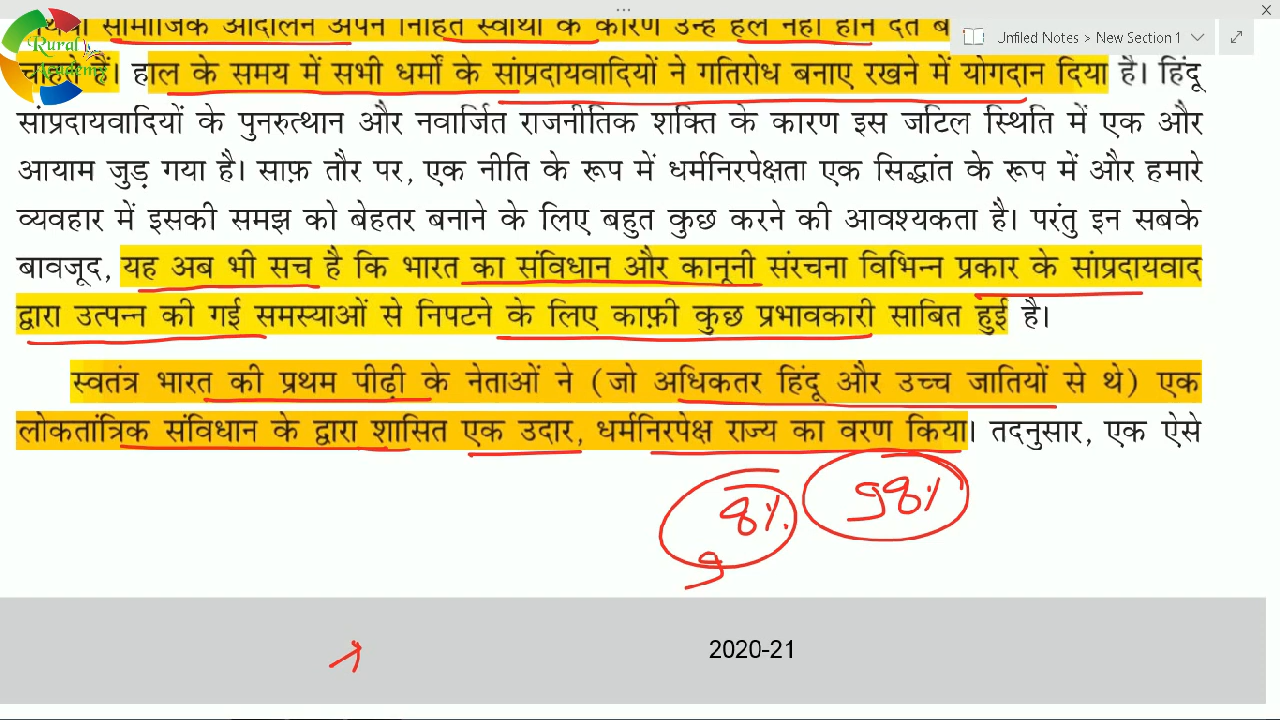 सामाजिक आंदोलन अपने निहित स्वार्थों के कारण उन्हें हल नहीं होने देते
Unfiled Notes > New Section 1
Rural
Academy
चाहते हैं। हाल के समय में सभी धर्मों के सांप्रदायवादियों ने गतिरोध बनाए रखने में योगदान दिया है। हिंदू
सांप्रदायवादियों के पुनरुत्थान और नवार्जित राजनीतिक शक्ति के कारण इस जटिल स्थिति में एक और
आयाम जुड़ गया है। साफ़ तौर पर, एक नीति के रूप में धर्मनिरपेक्षता एक सिद्धांत के रूप में और हमारे
व्यवहार में इसकी समझ को बेहतर बनाने के लिए बहुत कुछ करने की आवश्यकता है। परंतु इन सबके
बावजूद, यह अब भी सच है कि भारत का संविधान और कानूनी संरचना विभिन्न प्रकार के सांप्रदायवाद
द्वारा उत्पन्न की गई समस्याओं से निपटने के लिए काफ़ी कुछ प्रभावकारी साबित हुई है।
स्वतंत्र भारत की प्रथम पीढ़ी के नेताओं ने (जो अधिकतर हिंदू और उच्च जातियों से थे) एक
लोकतांत्रिक संविधान के द्वारा शासित एक उदार, धर्मनिरपेक्ष राज्य का वरण किया। तदनुसार, एक ऐसे
8% 98%
9
2020-21